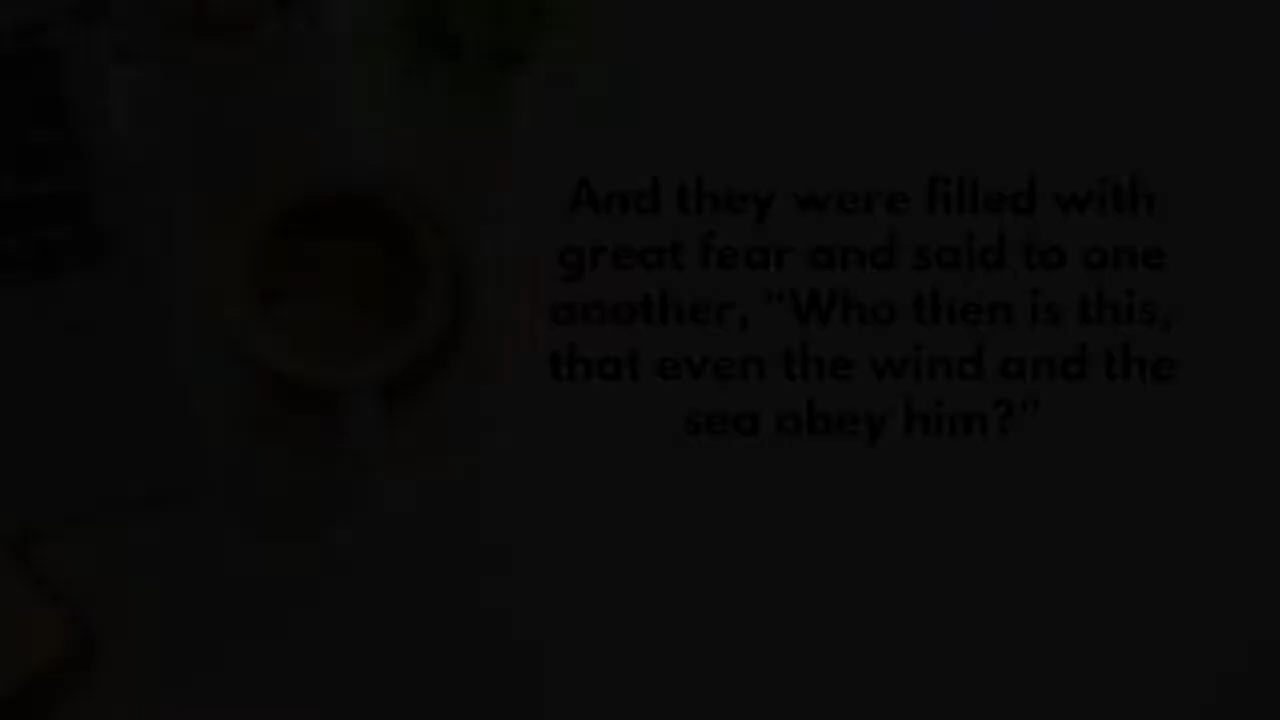 And they were filled with
great fear and said to one
another, "Who then is this,
that even the wind and the
sea obey him?"